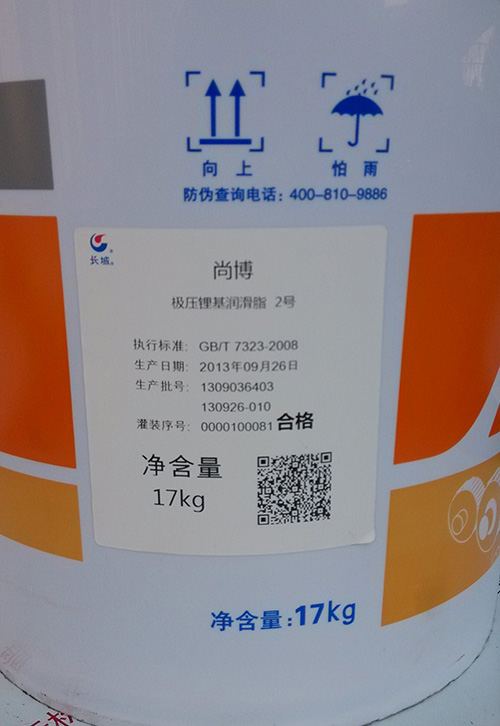 向上 怕雨
防伪查询电话：400-810-9886
长城®
尚博
极压锂基润滑脂 2号
执行标准： GB/T 7323-2008
生产日期： 2013年09月26日
生产批号： 1309036403
130926-010
灌装序号： 0000100081 合格
净含量
17kg
净含量：17kg